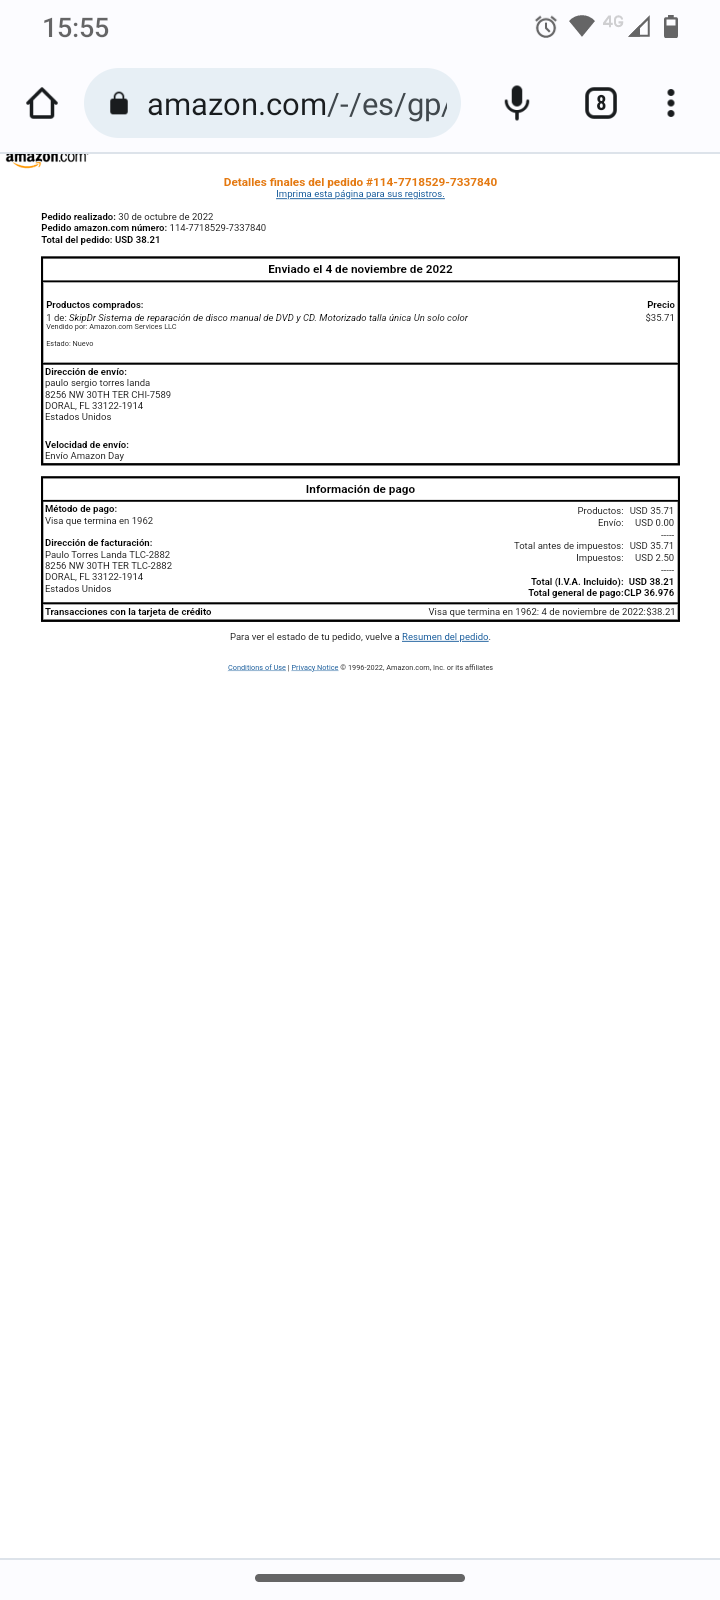 15:55
4G
amazon.com/-/es/gp/
8
amazon.com
Detalles finales del pedido #114-7718529-7337840
Imprima esta página para sus registros.
Pedido realizado: 30 de octubre de 2022
Pedido amazon.com número: 114-7718529-7337840
Total del pedido: USD 38.21
Enviado el 4 de noviembre de 2022
Productos comprados: Precio
1 de: SkipDr Sistema de reparación de disco manual de DVD y CD. Motorizado talla única Un solo color $35.71
Vendido por: Amazon.com Services LLC
Estado: Nuevo
Dirección de envío:
paulo sergio torres landa
8256 NW 30TH TER CHI-7589
DORAL, FL 33122-1914
Estados Unidos
Velocidad de envío:
Envío Amazon Day
Información de pago
Método de pago:
Visa que termina en 1962
Dirección de facturación:
Paulo Torres Landa TLC-2882
8256 NW 30TH TER TLC-2882
DORAL, FL 33122-1914
Estados Unidos
Productos: USD 35.71
Envío: USD 0.00
-----
Total antes de impuestos: USD 35.71
Impuestos: USD 2.50
-----
Total (I.V.A. Incluido): USD 38.21
Total general de pago:CLP 36.976
Transacciones con la tarjeta de crédito Visa que termina en 1962: 4 de noviembre de 2022:$38.21
Para ver el estado de tu pedido, vuelve a Resumen del pedido.
Conditions of Use | Privacy Notice © 1996-2022, Amazon.com, Inc. or its affiliates